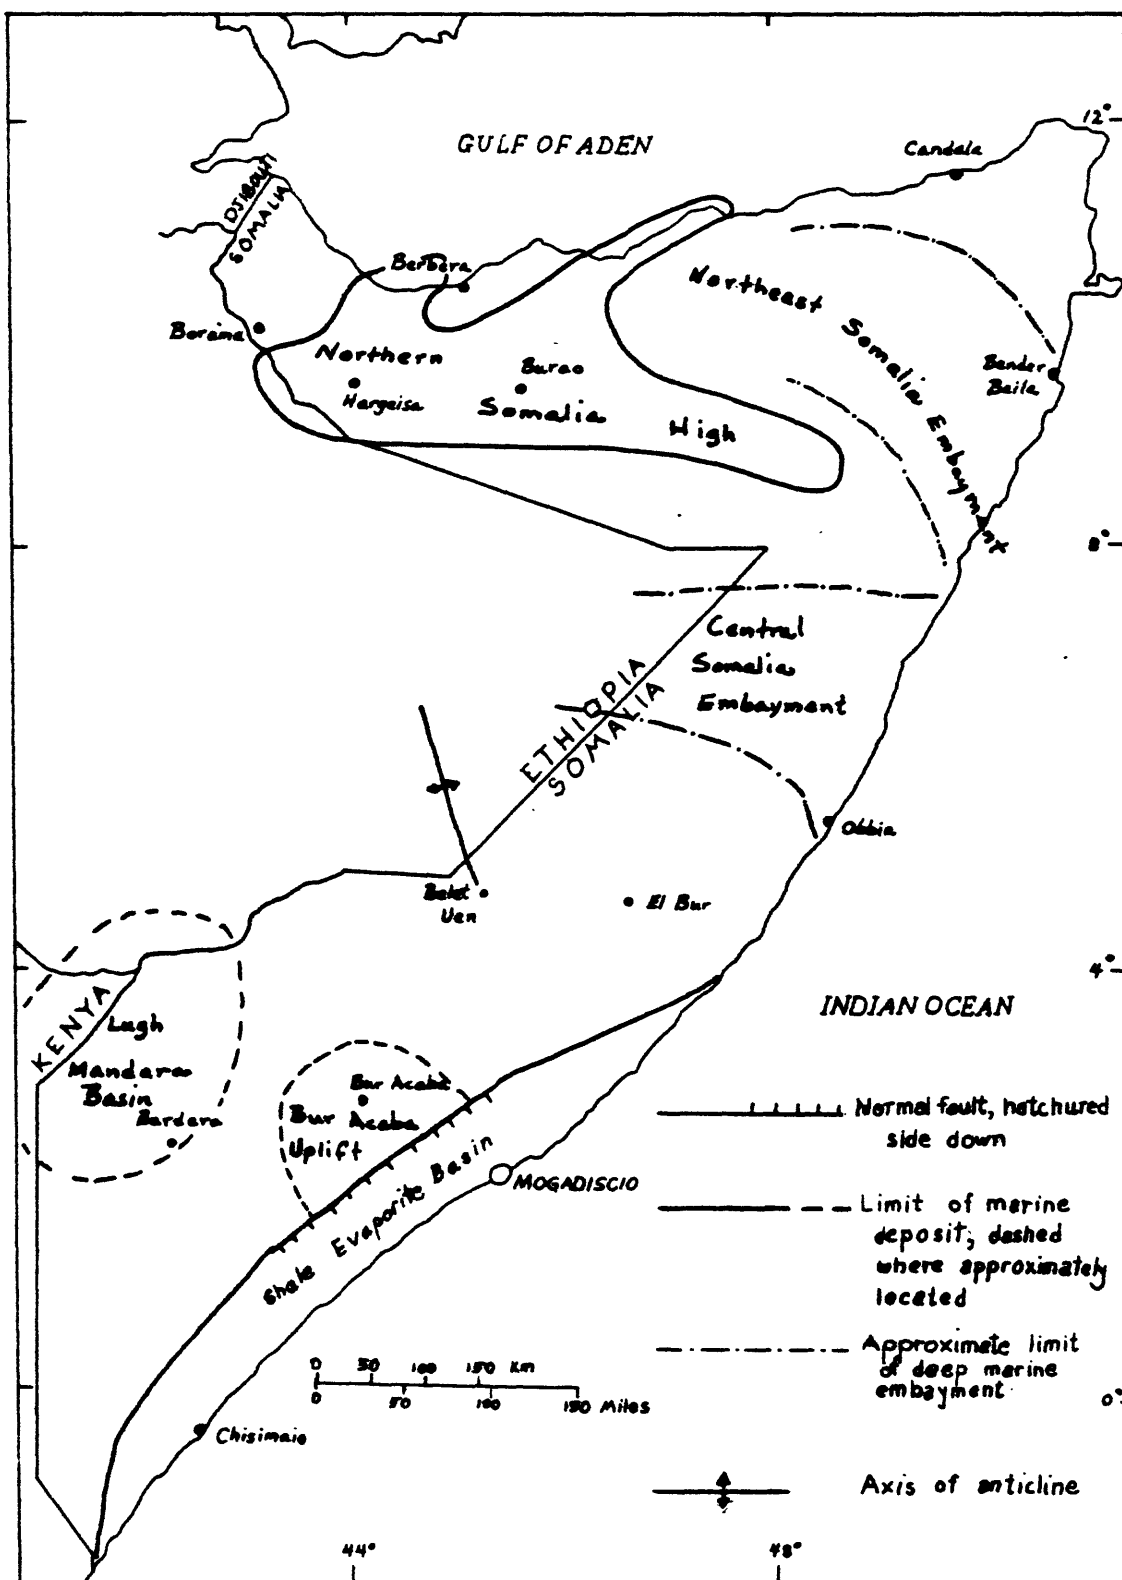 12°
GULF OF ADEN
Candala
DJIBOUTI
SOMALIA
Berbera
Northeast Somalia Embayment
Borama
Northern
Burao
Bender
Beila
Hargeisa
Somalia
High
8°
Central
Somalia
Embayment
ETHIOPIA
SOMALIA
Obbia
Belet
Uen
El Bur
4°
KENYA
INDIAN OCEAN
Lugh
Mandara
Basin
Bardera
Bur Acaba
Bur Acaba
Uplift
Normal fault, hatchured
side down
Shale Evaporite Basin
MOGADISCIO
Limit of marine
deposit; dashed
where approximately
located
0 50 100 150 Km
0 50 100 150 Miles
Approximate limit
of deep marine
embayment
0°
Chisimaio
Axis of anticline
44°
48°